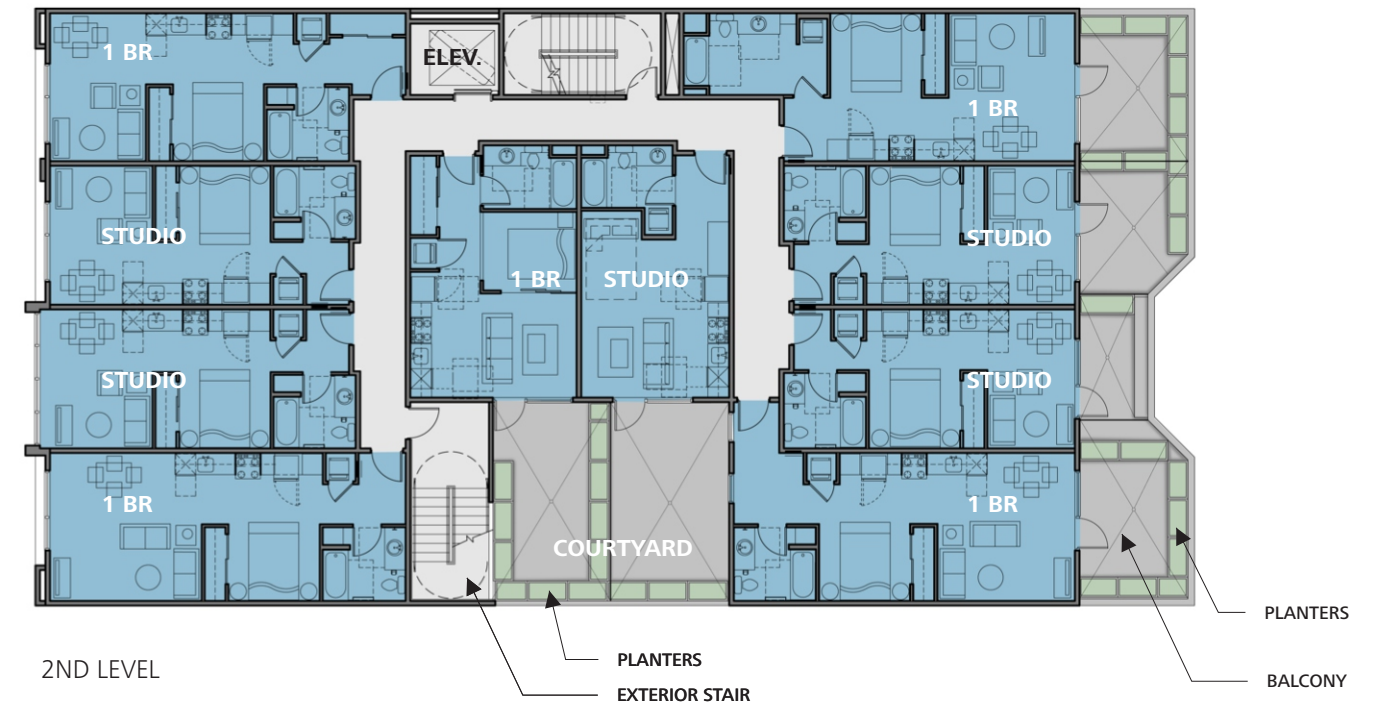 1 BR
ELEV.
1 BR
STUDIO
STUDIO
1 BR
STUDIO
STUDIO
STUDIO
1 BR
1 BR
COURTYARD
PLANTERS
PLANTERS
2ND LEVEL
BALCONY
EXTERIOR STAIR